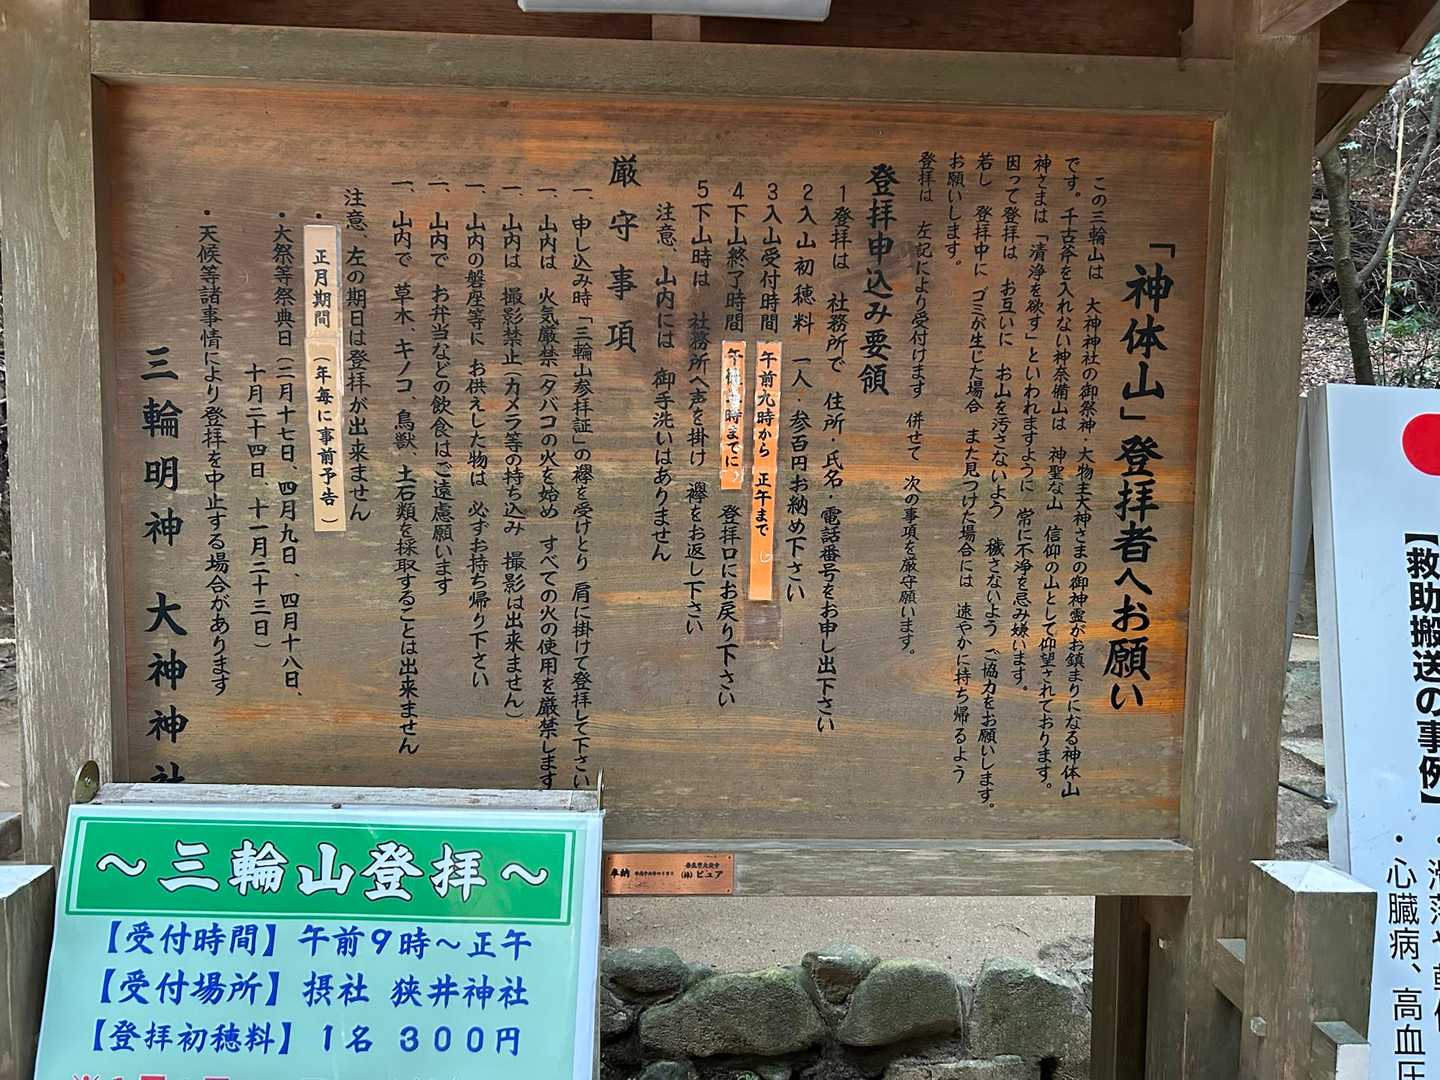 「神体山」登拝者へお願い
この三輪山は　大神神社の御祭神・大物主大神さまの御神霊がお鎮まりになる神体山
です。千古斧を入れない神奈備山は　神聖な山　信仰の山として仰望されております。
神さまは「清浄を欲す」といわれますように　常に不浄を忌み嫌います。
因って登拝は　お互いに　お山を汚さないよう　穢さないよう　ご協力をお願いします。
若し　登拝中に　ゴミが生じた場合　また見つけた場合には　速やかに持ち帰るよう
お願いします。
登拝は　左記により受付けます　併せて　次の事項を厳守願います。
登拝申込み要領
1登拝は　社務所で　住所・氏名・電話番号をお申し出下さい
2入山初穂料　一人・参百円お納め下さい
3入山受付時間　午前九時から　正午まで
4下山終了時間　午後　時までに　登拝口にお戻り下さい
5下山時は　社務所へ声を掛け　襷をお返し下さい
注意、山内には　御手洗いはありません
厳守事項
一、申し込み時「三輪山参拝証」の襷を受けとり　肩に掛けて登拝して下さい
一、山内は　火気厳禁（タバコの火を始め　すべての火の使用を厳禁します
一、山内は　撮影禁止（カメラ等の持ち込み　撮影は出来ません）
一、山内の磐座等に　お供えした物は　必ずお持ち帰り下さい
一、山内で　お弁当などの飲食はご遠慮願います
一、山内で　草木、キノコ、鳥獣、土石類を採取することは出来ません
注意、左の期日は登拝が出来ません
・正月期間　（年毎に事前予告）
・大祭等祭典日（二月十七日、四月九日、四月十八日、
十月二十四日、十一月二十三日）
・天候等諸事情により登拝を中止する場合があります
三輪明神　大神神社
奉納
（株）ピュア
～三輪山登拝～
【受付時間】午前9時～正午
【受付場所】摂社　狭井神社
【登拝初穂料】1名　300円
【救助搬送の事例】
・心臓病、高血圧